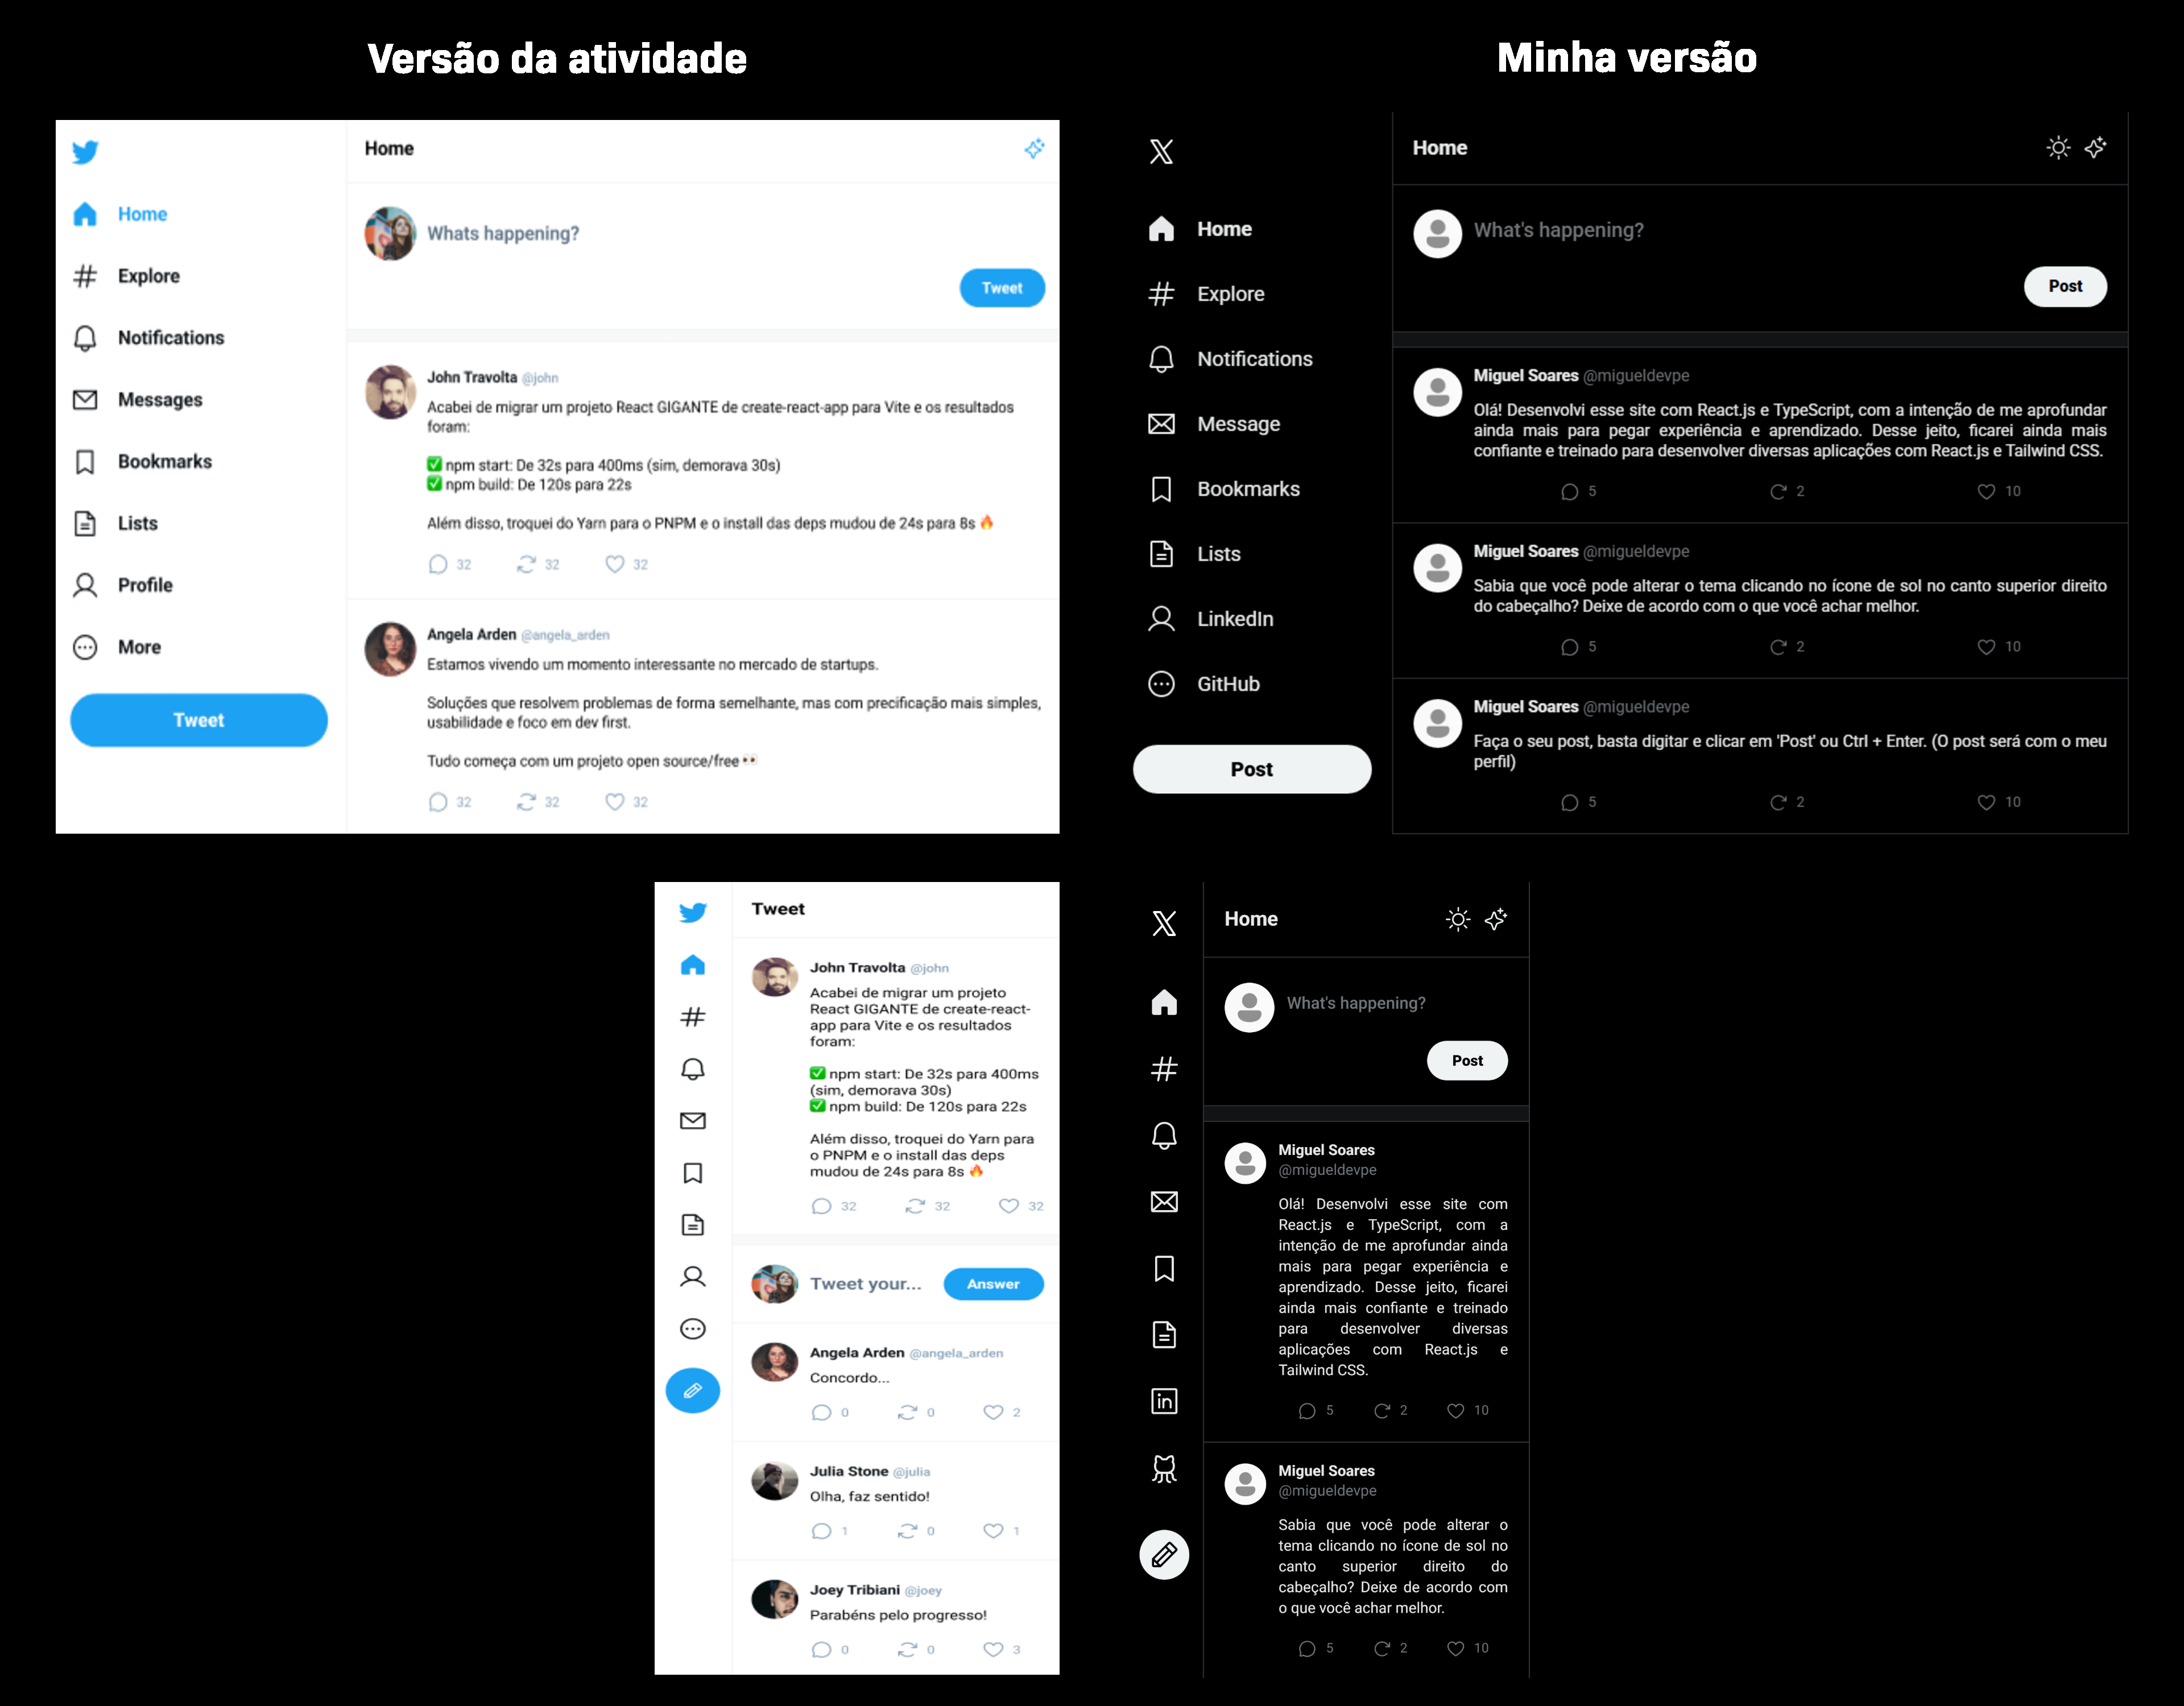 Versão da atividade
Minha versão
Home
Explore
Notifications
Messages
Bookmarks
Lists
Profile
More
Tweet
Home
Whats happening?
Tweet
John Travolta @john
Acabei de migrar um projeto React GIGANTE de create-react-app para Vite e os resultados
foram:
✅ npm start: De 32s para 400ms (sim, demorava 30s)
✅ npm build: De 120s para 22s
Além disso, troquei do Yarn para o PNPM e o install das deps mudou de 24s para 8s 🔥
32 32 32
Angela Arden @angela_arden
Estamos vivendo um momento interessante no mercado de startups.
Soluções que resolvem problemas de forma semelhante, mas com precificação mais simples,
usabilidade e foco em dev first.
Tudo começa com um projeto open source/free 👀
32 32 32
Home
Explore
Notifications
Message
Bookmarks
Lists
LinkedIn
GitHub
Post
Home
What's happening?
Post
Miguel Soares @migueldevpe
Olá! Desenvolvi esse site com React.js e TypeScript, com a intenção de me aprofundar
ainda mais para pegar experiência e aprendizado. Desse jeito, ficarei ainda mais
confiante e treinado para desenvolver diversas aplicações com React.js e Tailwind CSS.
5 2 10
Miguel Soares @migueldevpe
Sabia que você pode alterar o tema clicando no ícone de sol no canto superior direito
do cabeçalho? Deixe de acordo com o que você achar melhor.
5 2 10
Miguel Soares @migueldevpe
Faça o seu post, basta digitar e clicar em 'Post' ou Ctrl + Enter. (O post será com o meu
perfil)
5 2 10
Tweet
John Travolta @john
Acabei de migrar um projeto
React GIGANTE de create-react-
app para Vite e os resultados
foram:
✅ npm start: De 32s para 400ms
(sim, demorava 30s)
✅ npm build: De 120s para 22s
Além disso, troquei do Yarn para
o PNPM e o install das deps
mudou de 24s para 8s 🔥
32 32 32
Tweet your... Answer
Angela Arden @angela_arden
Concordo...
0 0 2
Julia Stone @julia
Olha, faz sentido!
1 0 1
Joey Tribiani @joey
Parabéns pelo progresso!
0 0 3
Home
What's happening?
Post
Miguel Soares
@migueldevpe
Olá! Desenvolvi esse site com
React.js e TypeScript, com a
intenção de me aprofundar ainda
mais para pegar experiência e
aprendizado. Desse jeito, ficarei
ainda mais confiante e treinado
para desenvolver diversas
aplicações com React.js e
Tailwind CSS.
5 2 10
in
Miguel Soares
@migueldevpe
Sabia que você pode alterar o
tema clicando no ícone de sol no
canto superior direito do
cabeçalho? Deixe de acordo com
o que você achar melhor.
5 2 10